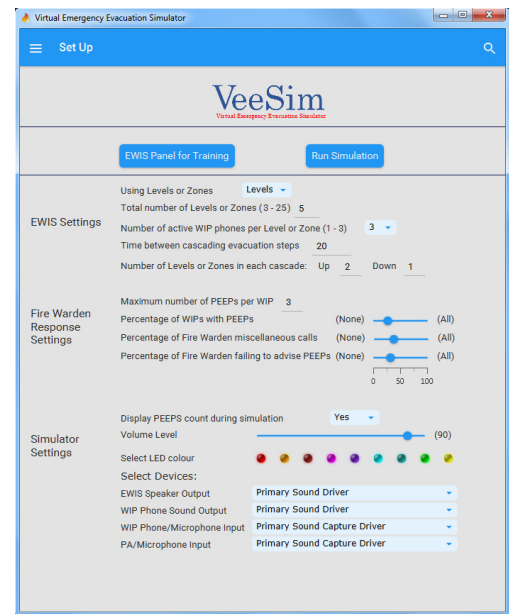 Virtual Emergency Evacuation Simulator
Set Up
VeeSim
Virtual Emergency Evacuation Simulator
EWIS Panel for Training Run Simulation
EWIS Settings
Using Levels or Zones Levels
Total number of Levels or Zones (3 - 25) 5
Number of active WIP phones per Level or Zone (1 - 3) 3
Time between cascading evacuation steps 20
Number of Levels or Zones in each cascade: Up 2 Down 1
Fire Warden
Response
Settings
Maximum number of PEEPs per WIP 3
Percentage of WIPs with PEEPs (None) (All)
Percentage of Fire Warden miscellaneous calls (None) (All)
Percentage of Fire Warden failing to advise PEEPs (None) (All)
0 50 100
Simulator
Settings
Display PEEPS count during simulation Yes
Volume Level (90)
Select LED colour
Select Devices:
EWIS Speaker Output Primary Sound Driver
WIP Phone Sound Output Primary Sound Driver
WIP Phone/Microphone Input Primary Sound Capture Driver
PA/Microphone Input Primary Sound Capture Driver